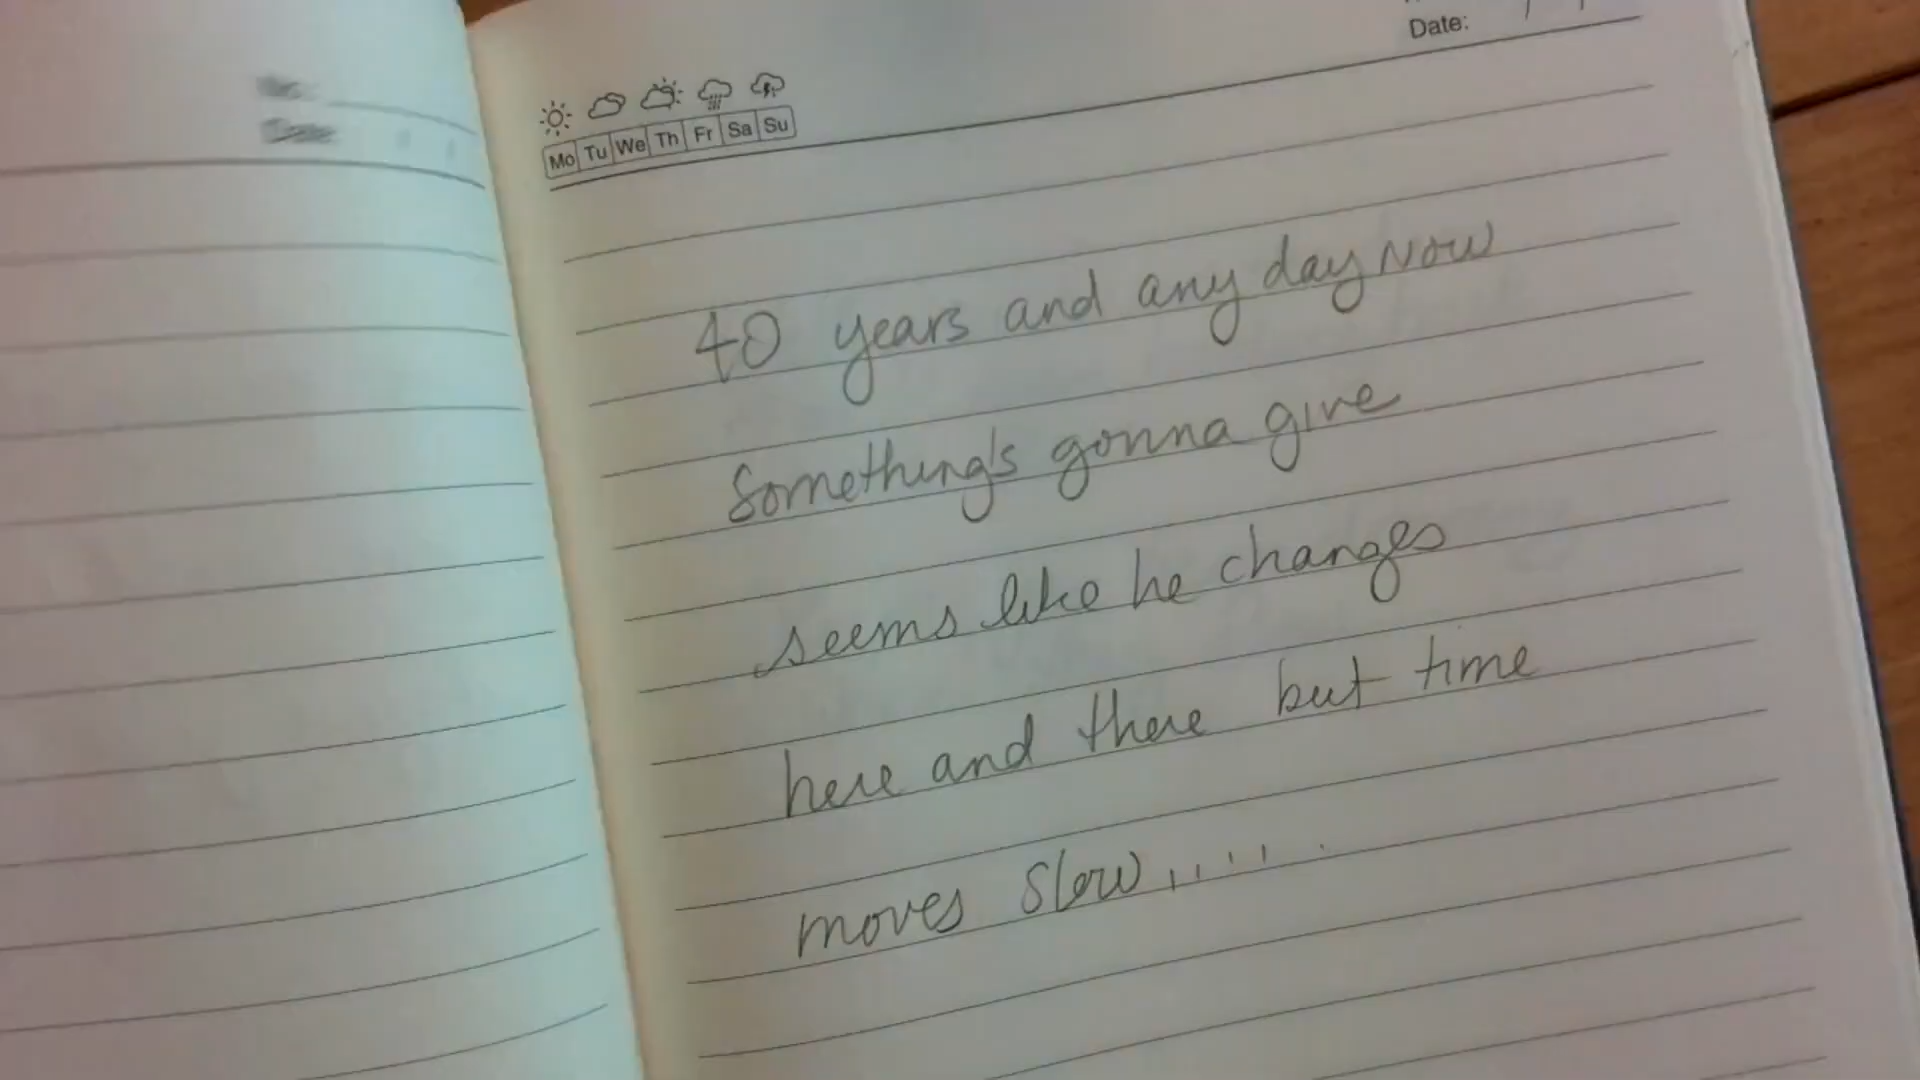 Date:
Mo Tu We Th Fr Sa Su
40 years and any day Now
Something's gonna give
seems like he changes
here and there but time
moves slow,,,,, .